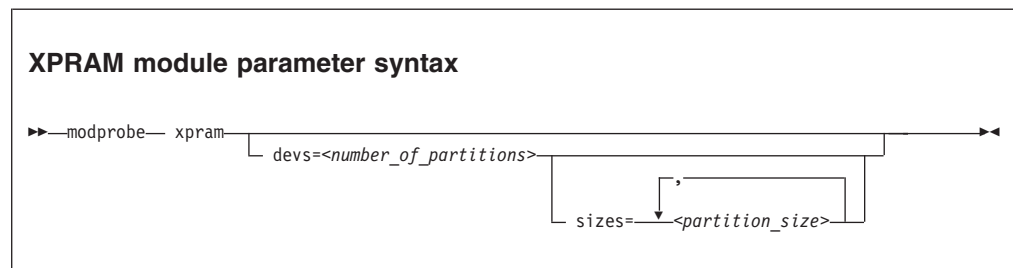 XPRAM module parameter syntax
modprobe xpram
devs=<number_of_partitions>
,
sizes= <partition_size>